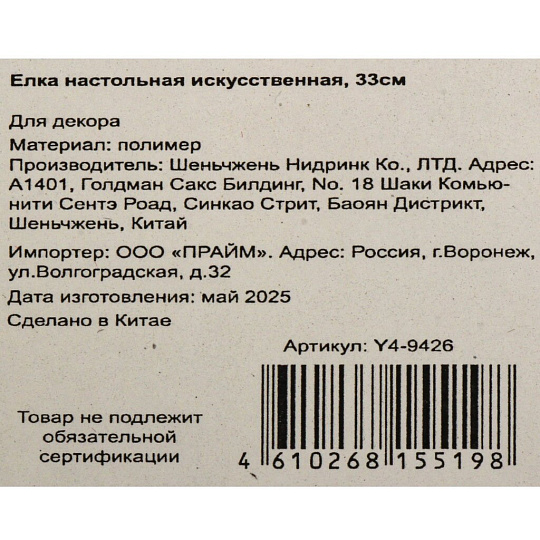 Елка настольная искусственная, 33см
Для декора
Материал: полимер
Производитель: Шеньчжень Нидринк Ко., ЛТД. Адрес:
А1401, Голдман Сакс Билдинг, No. 18 Шаки Комью-
нити Сентэ Роад, Синкао Стрит, Баоян Дистрикт,
Шеньчжень, Китай
Импортер: ООО «ПРАЙМ». Адрес: Россия, г.Воронеж,
ул.Волгоградская, д.32
Дата изготовления: май 2025
Сделано в Китае
Артикул: Y4-9426
Товар не подлежит
обязательной
сертификации
4 610268 155198